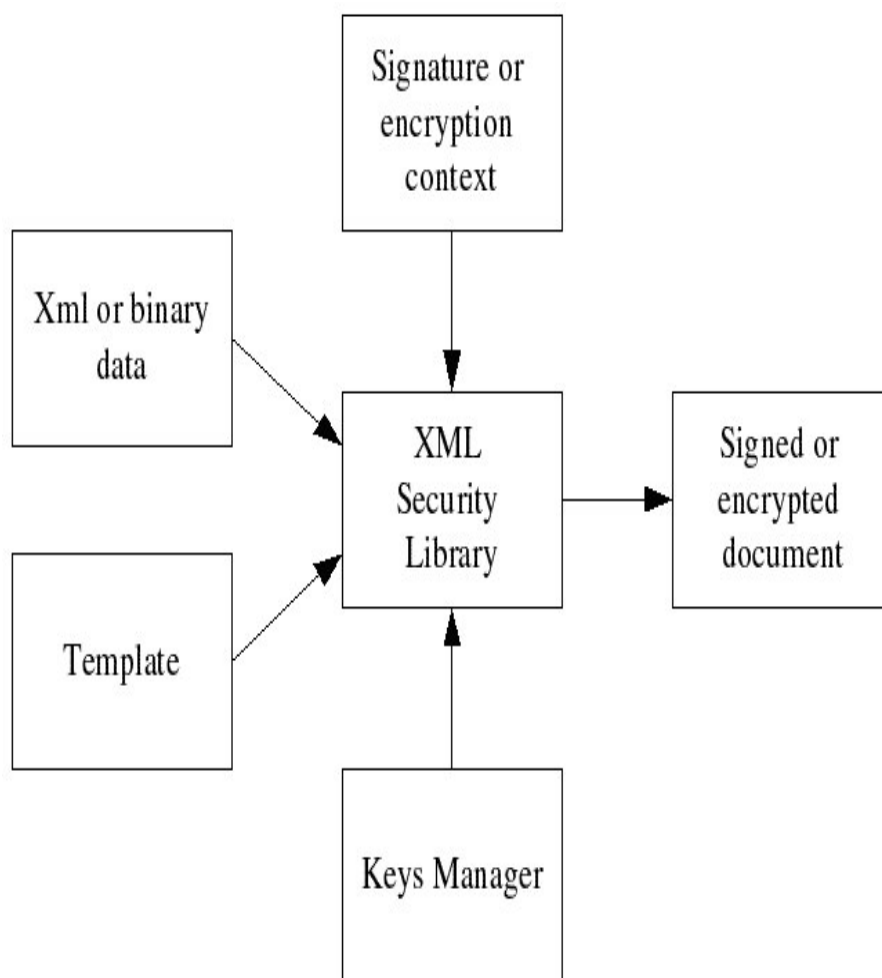 Signature or
encryption
context
Xml or binary
data
XML
Security
Library
Signed or
encrypted
document
Template
Keys Manager